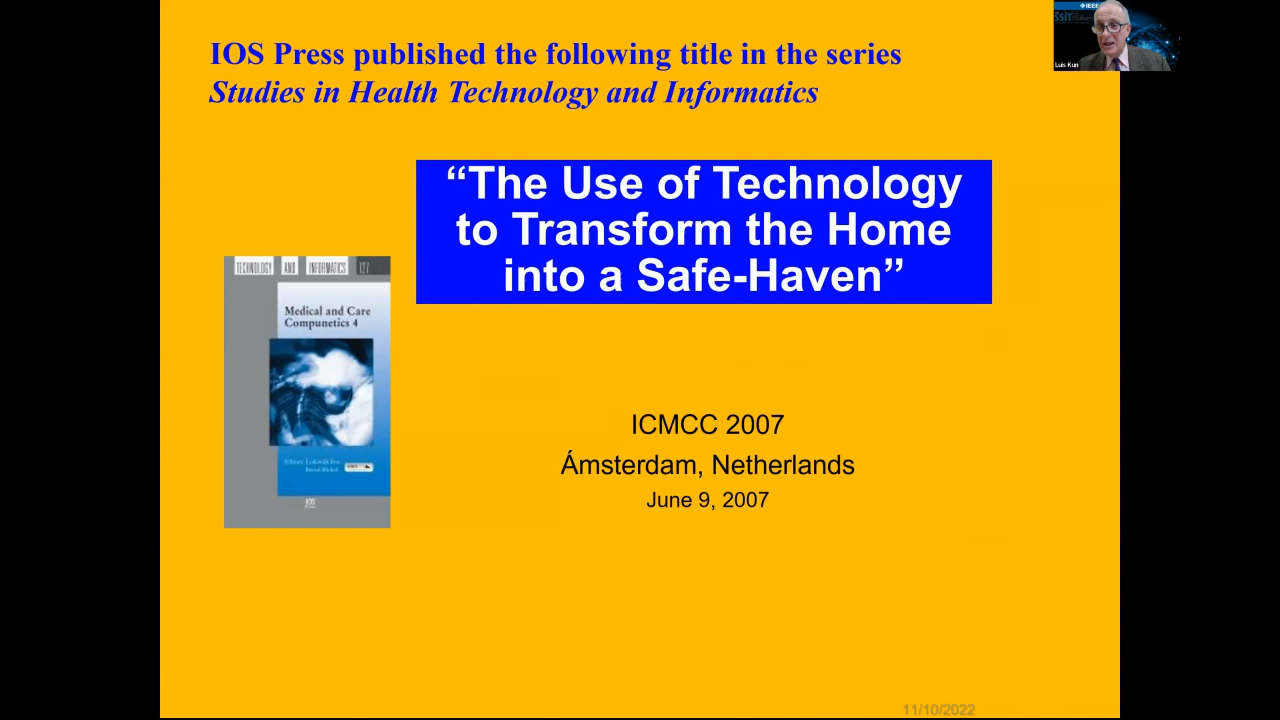 IOS Press published the following title in the series
Studies in Health Technology and Informatics
IEEE
SSIT
Luis Kun
“The Use of Technology
to Transform the Home
into a Safe-Haven”
TECHNOLOGY AND INFORMATICS 127
Medical and Care
Compunetics 4
IOS
ICMCC 2007
Ámsterdam, Netherlands
June 9, 2007
11/10/2022